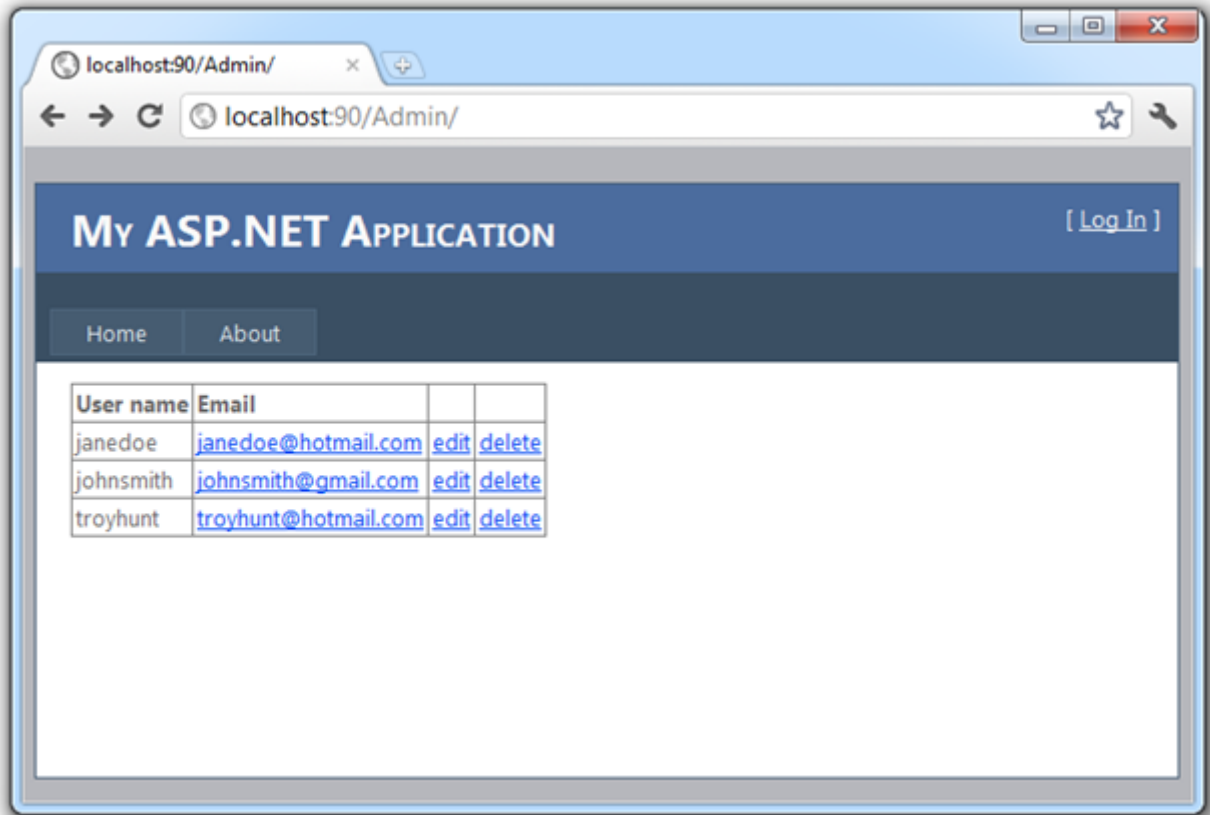 localhost:90/Admin/
localhost:90/Admin/
My ASP.NET Application
[ Log In ]
Home About
User name Email
janedoe janedoe@hotmail.com edit delete
johnsmith johnsmith@gmail.com edit delete
troyhunt troyhunt@hotmail.com edit delete